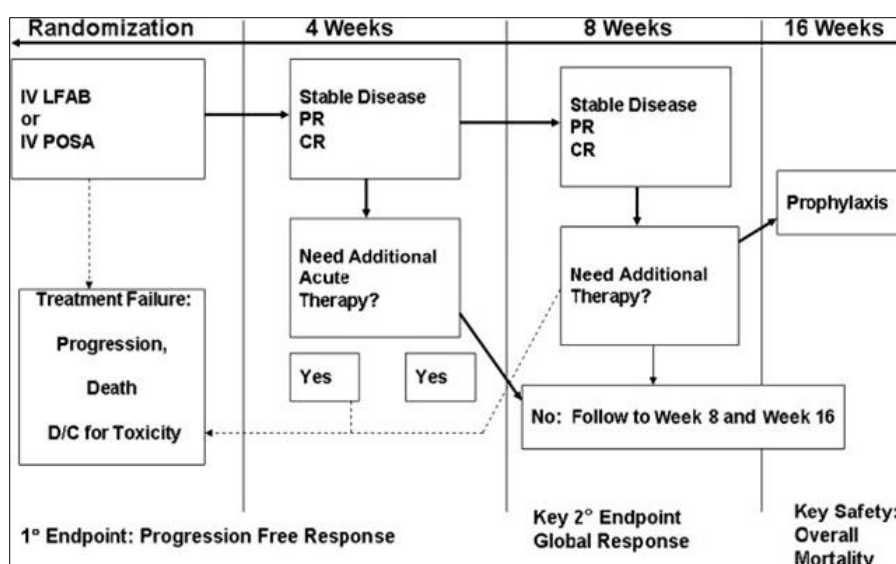 Randomization
4 Weeks
8 Weeks
16 Weeks
IV LFAB
or
IV POSA
Stable Disease
PR
CR
Stable Disease
PR
CR
Prophylaxis
Need Additional
Acute
Therapy?
Need Additional
Therapy?
Treatment Failure:
Progression,
Death
D/C for Toxicity
Yes
Yes
No: Follow to Week 8 and Week 16
1° Endpoint: Progression Free Response
Key 2° Endpoint
Global Response
Key Safety:
Overall
Mortality